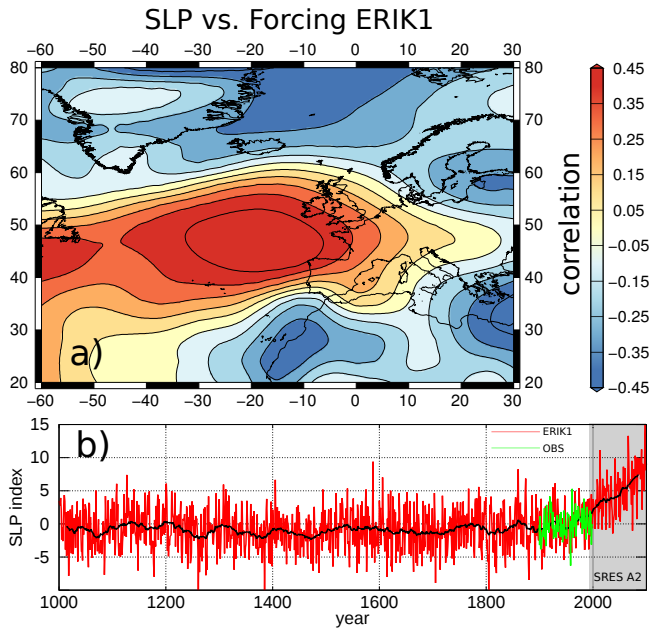 SLP vs. Forcing ERIK1
−60 −50 −40 −30 −20 −10 0 10 20 30
80 80
70 70
60 60
50 50
40 40
30 30
20 20
−60 −50 −40 −30 −20 −10 0 10 20 30
a)
correlation
0.45
0.35
0.25
0.15
0.05
−0.05
−0.15
−0.25
−0.35
−0.45
b)
ERIK1
OBS
SLP index
15
10
5
0
−5
SRES A2
1000 1200 1400 1600 1800 2000
year